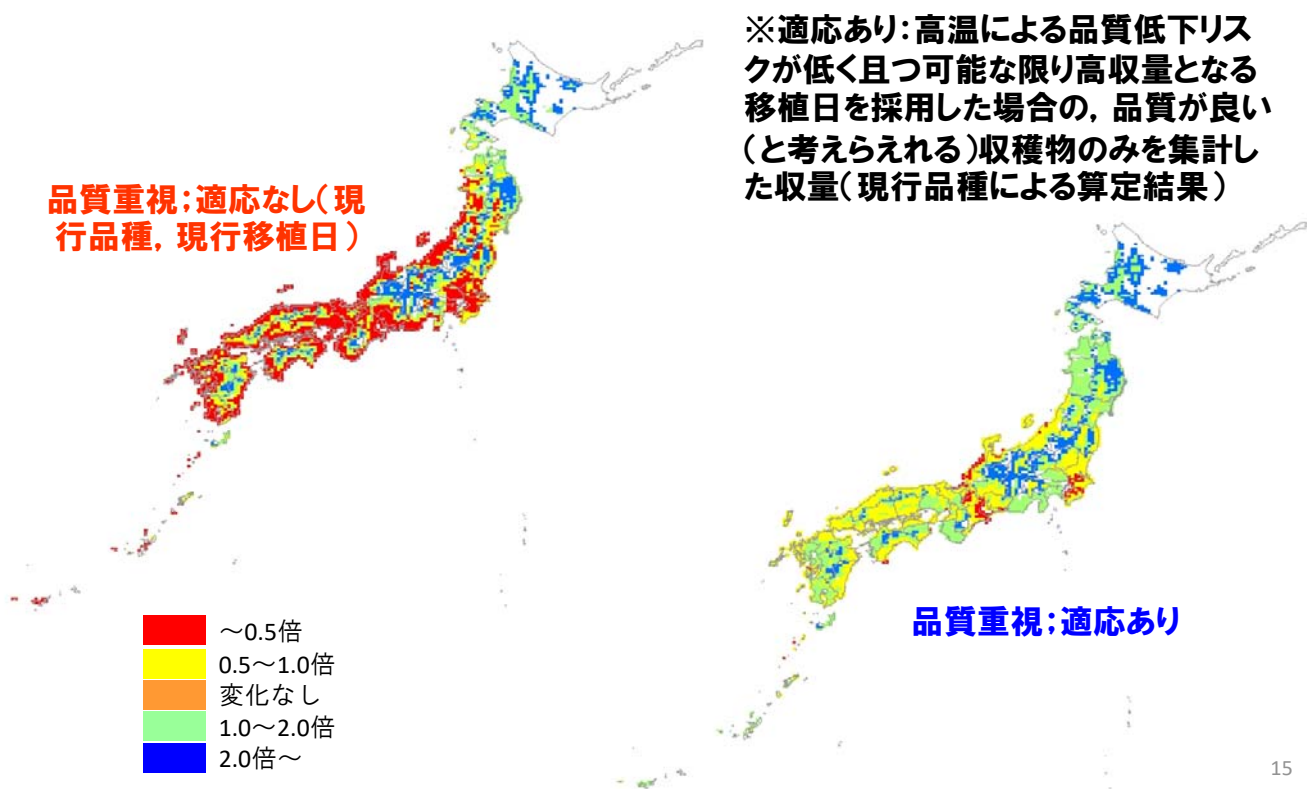 ※適応あり：高温による品質低下リス
クが低く且つ可能な限り高収量となる
移植日を採用した場合の，品質が良い
（と考えらえれる）収穫物のみを集計し
た収量（現行品種による算定結果）
品質重視；適応なし（現
行品種，現行移植日）
品質重視；適応あり
～0.5倍
0.5～1.0倍
変化なし
1.0～2.0倍
2.0倍～
15